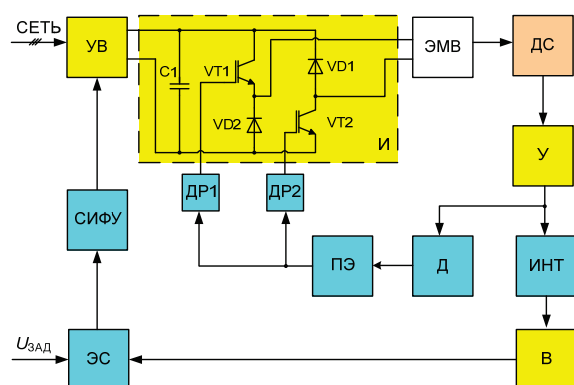 СЕТЬ
УВ
C1
VT1
VD1
VD2
VT2
И
ЭМВ
ДС
У
СИФУ
ДР1
ДР2
ПЭ
Д
ИНТ
UЗАД
ЭС
В